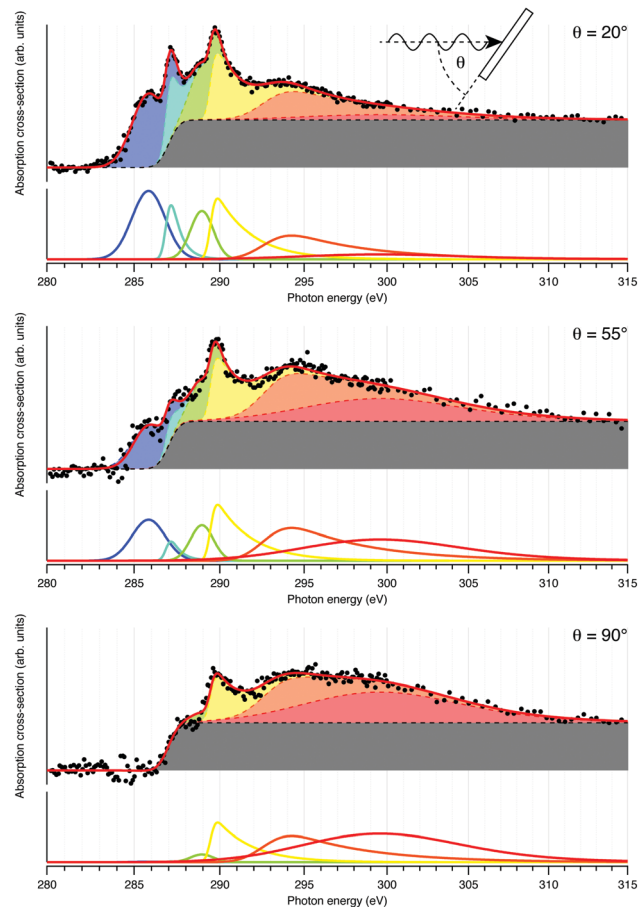 Absorption cross-section (arb. units)
θ = 20°
θ
280 285 290 295 300 305 310 315
Photon energy (eV)
Absorption cross-section (arb. units)
θ = 55°
280 285 290 295 300 305 310 315
Photon energy (eV)
Absorption cross-section (arb. units)
θ = 90°
280 285 290 295 300 305 310 315
Photon energy (eV)